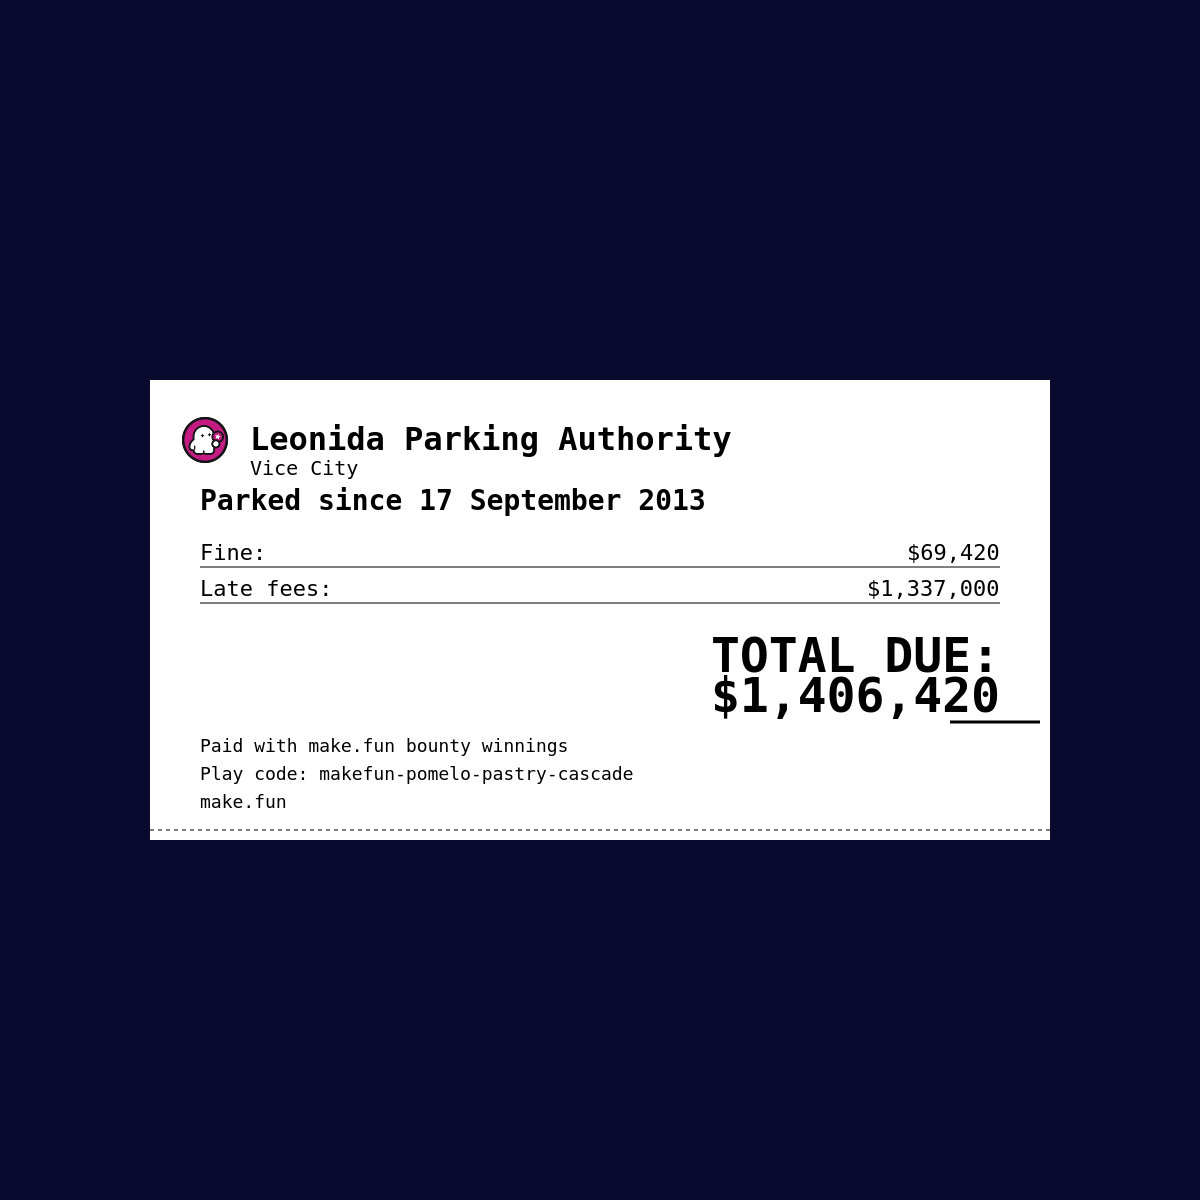 Leonida Parking Authority
Vice City
Parked since 17 September 2013
Fine: $69,420
Late fees: $1,337,000
TOTAL DUE:
$1,406,420
Paid with make.fun bounty winnings
Play code: makefun-pomelo-pastry-cascade
make.fun